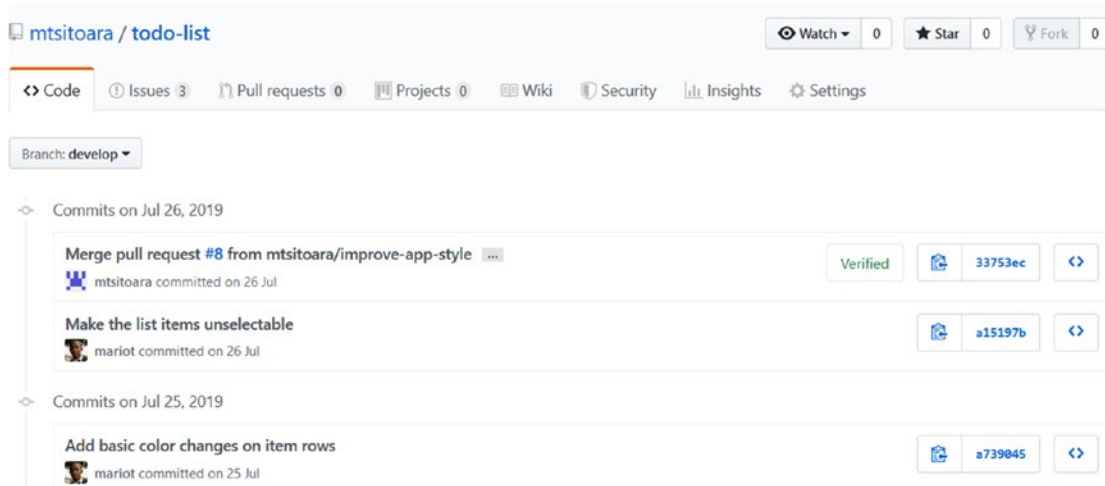 mtsitoara / todo-list
Watch 0 Star 0 Fork 0
Code Issues 3 Pull requests 0 Projects 0 Wiki Security Insights Settings
Branch: develop
Commits on Jul 26, 2019
Merge pull request #8 from mtsitoara/improve-app-style ...
Verified 33753ec
mtsitoara committed on 26 Jul
Make the list items unselectable
a15197b
mariot committed on 26 Jul
Commits on Jul 25, 2019
Add basic color changes on item rows
a739045
mariot committed on 25 Jul